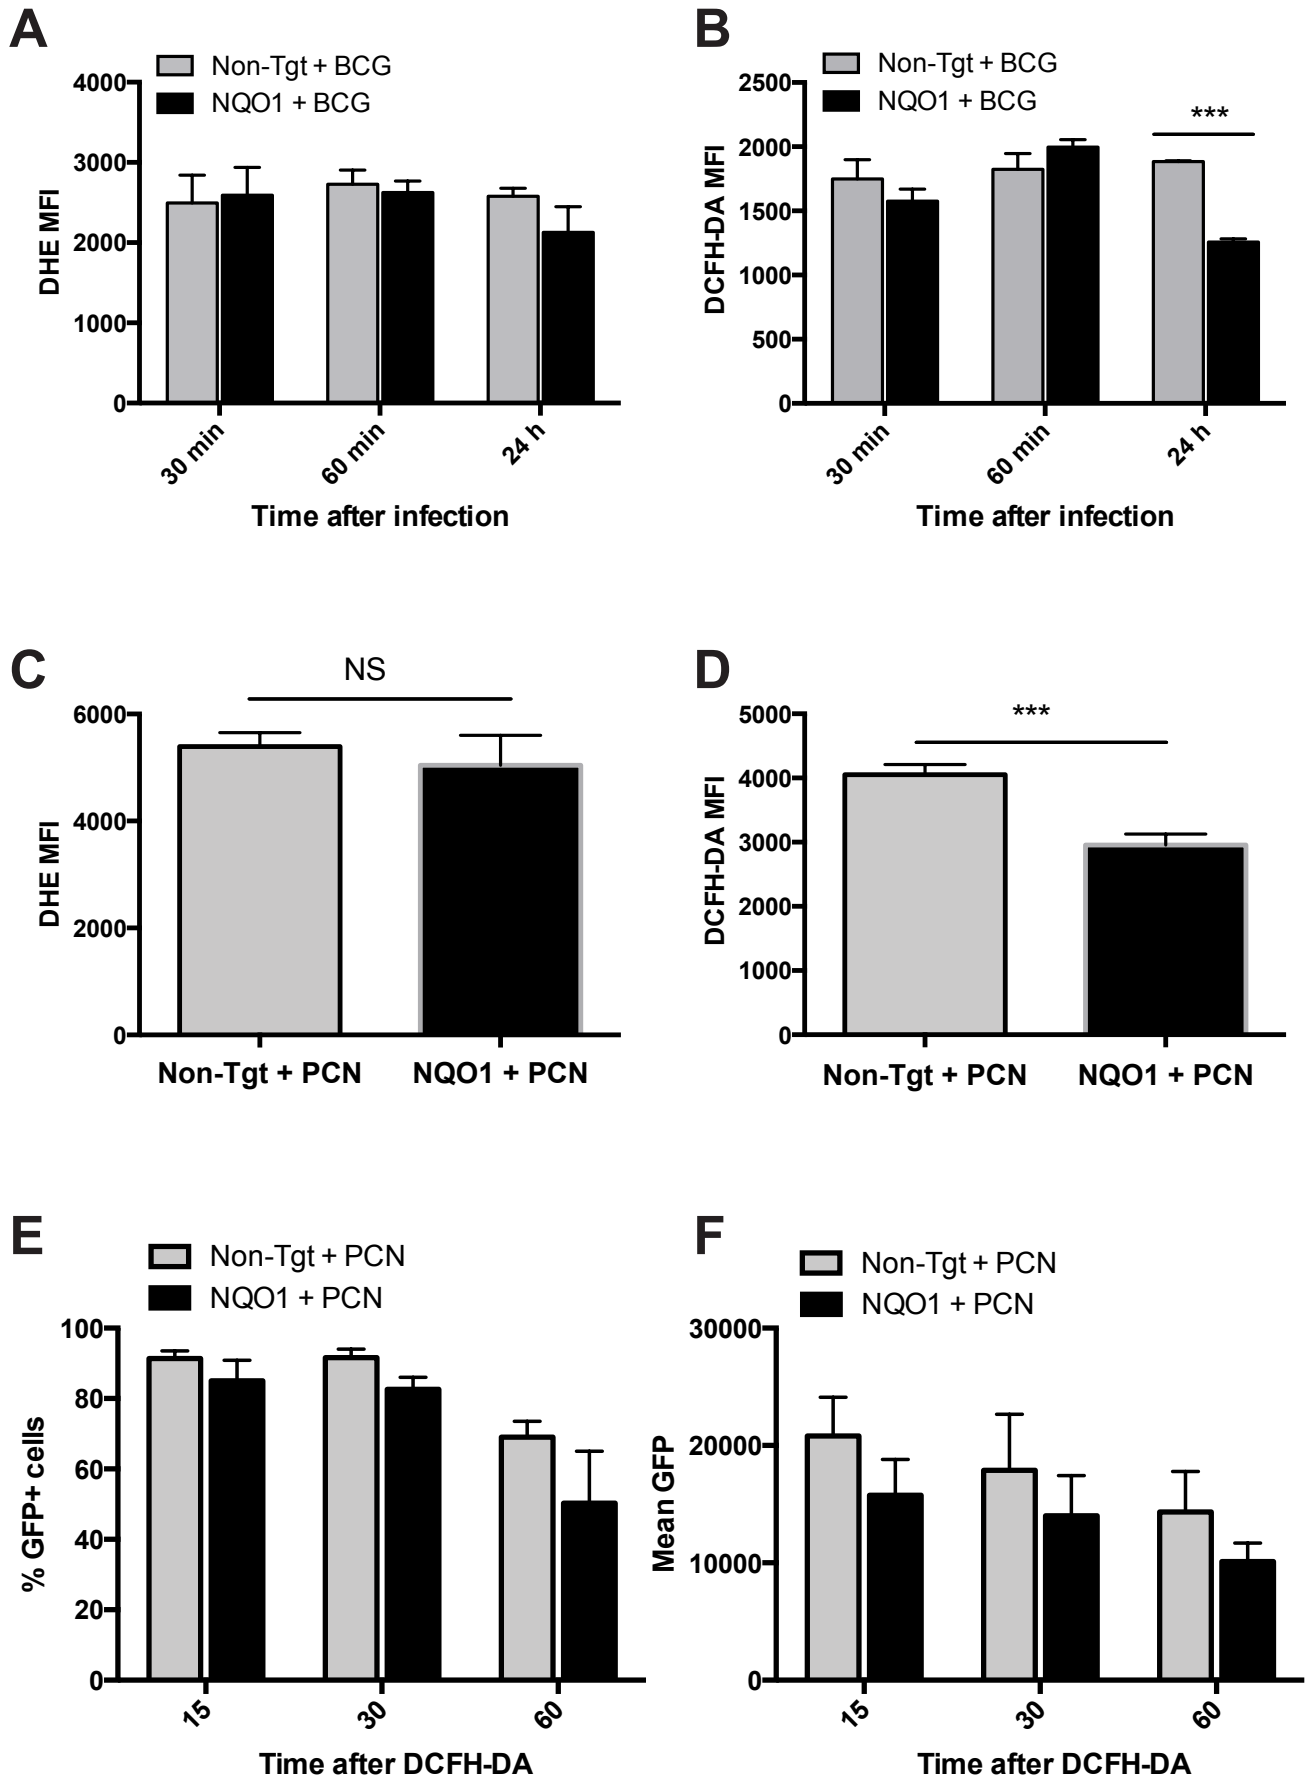 A
Non-Tgt + BCG
NQO1 + BCG
4000
3000
2000
1000
0
DHE MFI
30 min
60 min
24 h
Time after infection
B
Non-Tgt + BCG
NQO1 + BCG
2500
2000
1500
1000
500
0
DCFH-DA MFI
***
30 min
60 min
24 h
Time after infection
C
NS
6000
4000
2000
0
DHE MFI
Non-Tgt + PCN
NQO1 + PCN
D
***
5000
4000
3000
2000
1000
0
DCFH-DA MFI
Non-Tgt + PCN
NQO1 + PCN
E
Non-Tgt + PCN
NQO1 + PCN
100
80
60
40
20
0
% GFP+ cells
15
30
60
Time after DCFH-DA
F
Non-Tgt + PCN
NQO1 + PCN
30000
20000
10000
0
Mean GFP
15
30
60
Time after DCFH-DA